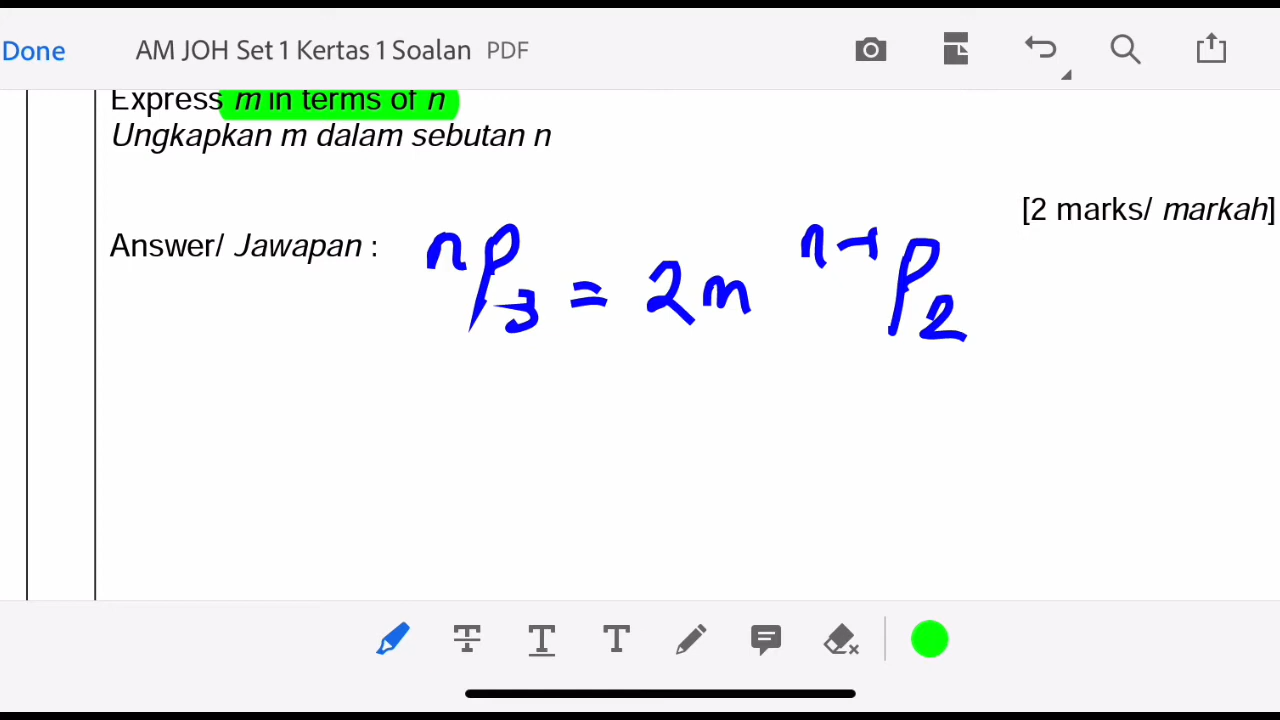 Done AM JOH Set 1 Kertas 1 Soalan PDF
Express m in terms of n
Ungkapkan m dalam sebutan n
[2 marks/ markah]
Answer/ Jawapan : ⁿP₃ = 2m ⁿ⁻¹P₂